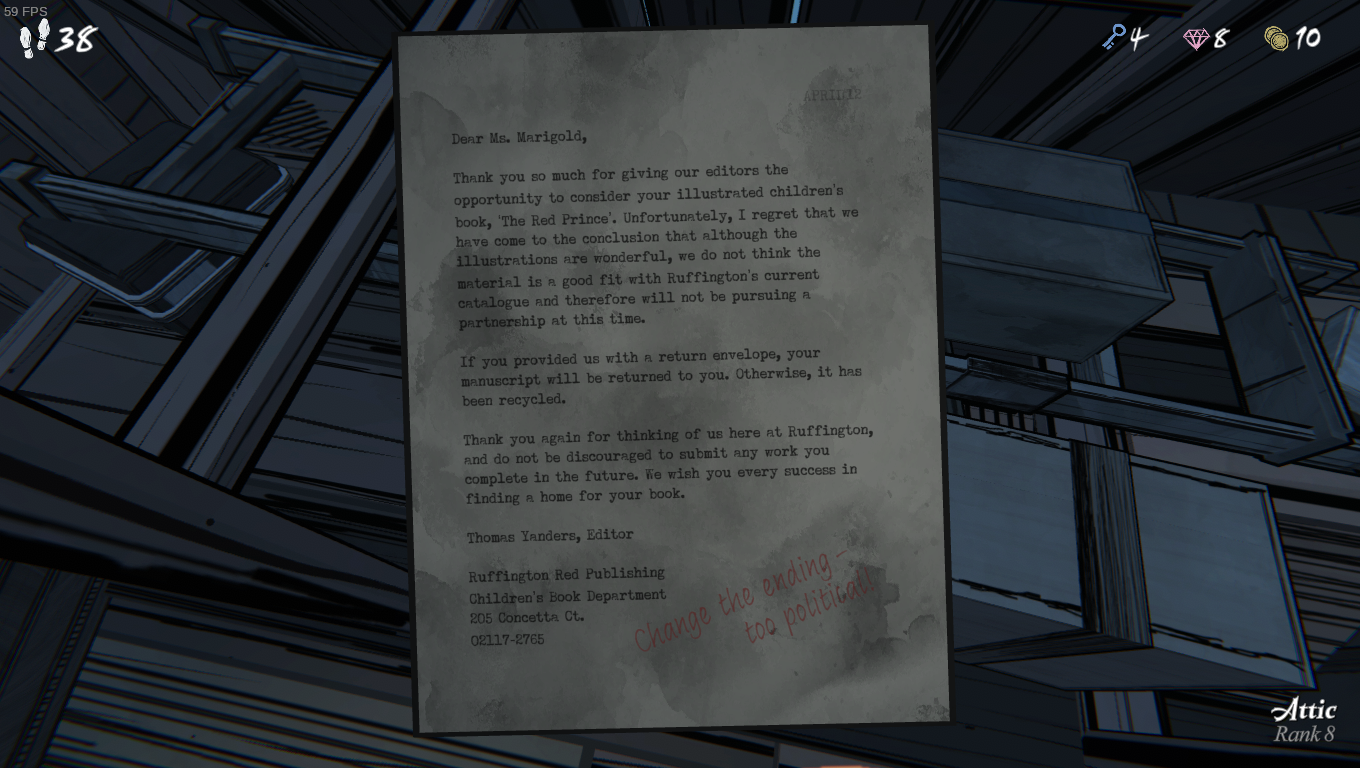 59 FPS
38
4
8
10
APRIL 12
Dear Ms. Marigold,
Thank you so much for giving our editors the
opportunity to consider your illustrated children's
book, 'The Red Prince'. Unfortunately, I regret that we
have come to the conclusion that although the
illustrations are wonderful, we do not think the
material is a good fit with Ruffington's current
catalogue and therefore will not be pursuing a
partnership at this time.
If you provided us with a return envelope, your
manuscript will be returned to you. Otherwise, it has
been recycled.
Thank you again for thinking of us here at Ruffington,
and do not be discouraged to submit any work you
complete in the future. We wish you every success in
finding a home for your book.
Thomas Yanders, Editor
Ruffington Red Publishing
Children's Book Department
205 Concetta Ct.
02117-2765
Change the ending -
too political!
Attic
Rank 8